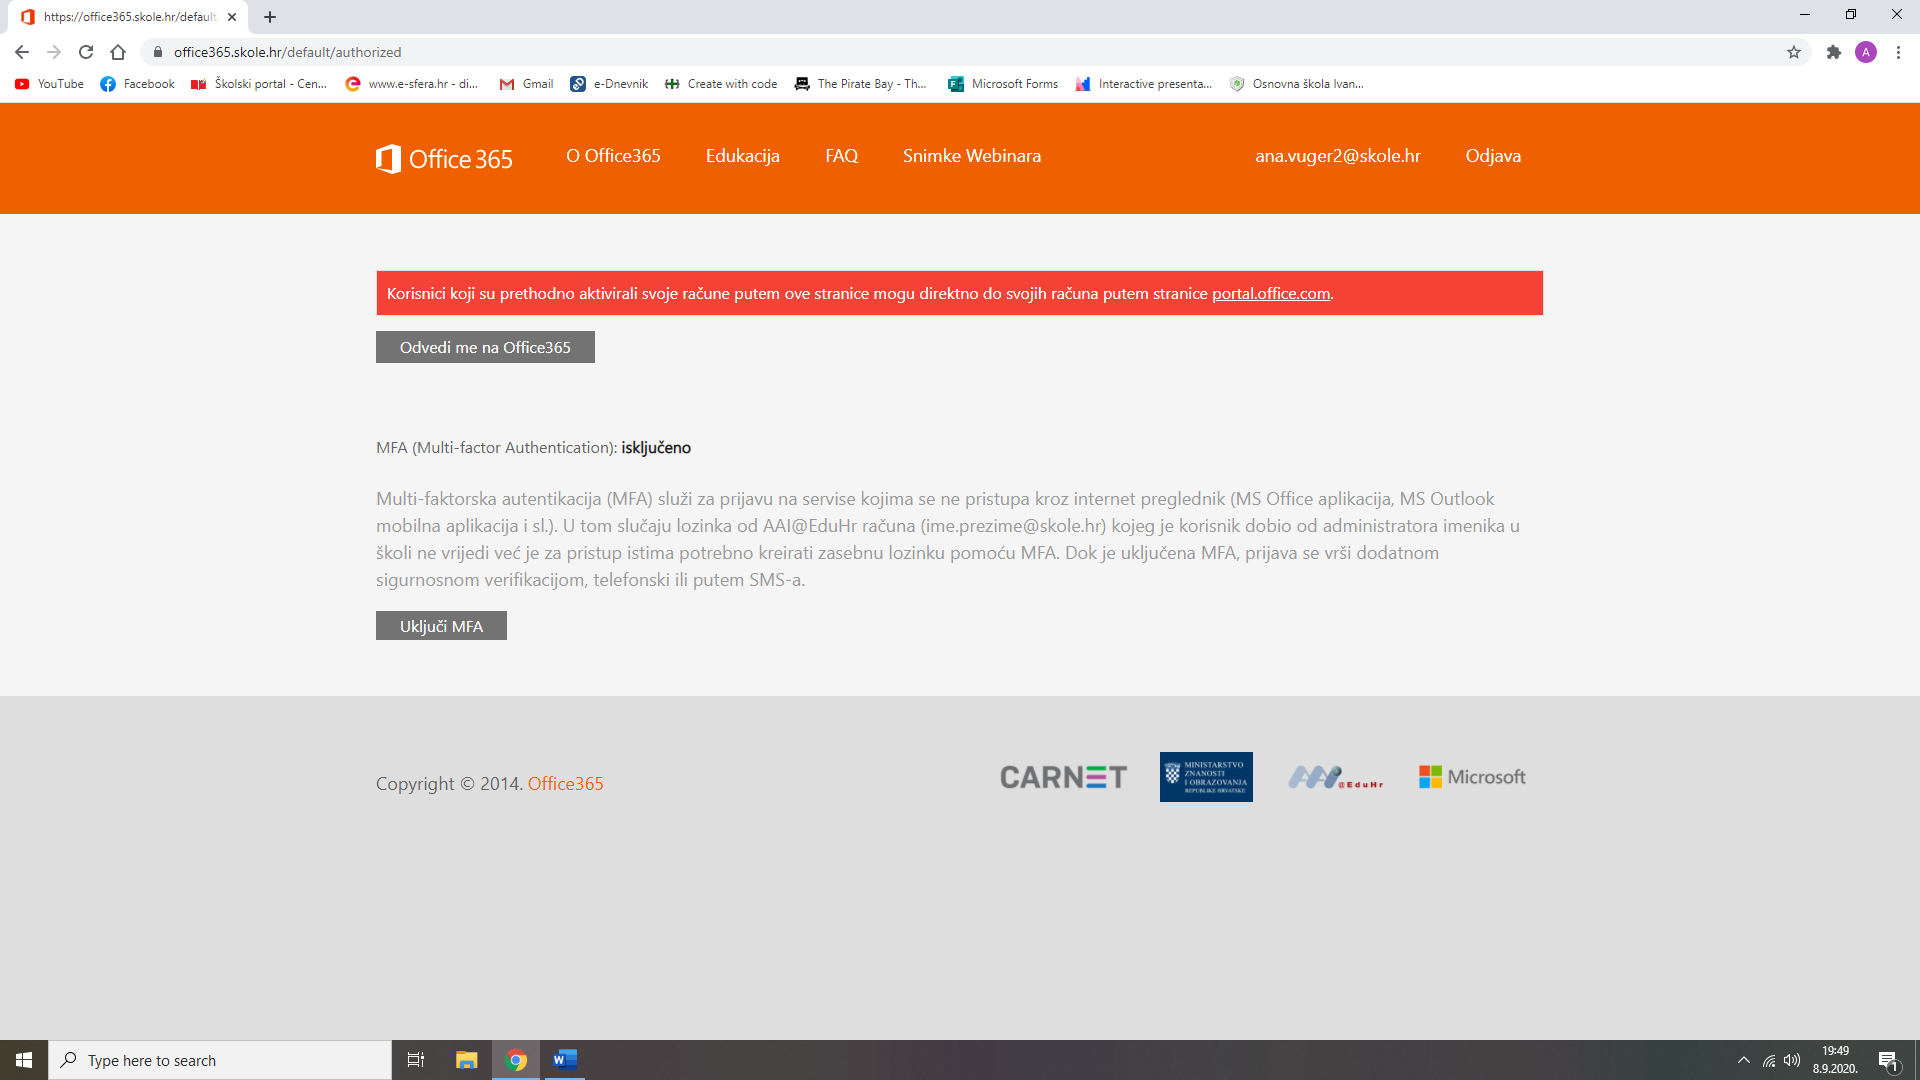 https://office365.skole.hr/default
office365.skole.hr/default/authorized
A
YouTube
Facebook
Školski portal - Cen...
www.e-sfera.hr - di...
Gmail
e-Dnevnik
Create with code
The Pirate Bay - Th...
Microsoft Forms
Interactive presenta...
Osnovna škola Ivan...
Office 365
O Office365
Edukacija
FAQ
Snimke Webinara
ana.vuger2@skole.hr
Odjava
Korisnici koji su prethodno aktivirali svoje račune putem ove stranice mogu direktno do svojih računa putem stranice portal.office.com.
Odvedi me na Office365
MFA (Multi-factor Authentication): isključeno
Multi-faktorska autentikacija (MFA) služi za prijavu na servise kojima se ne pristupa kroz internet preglednik (MS Office aplikacija, MS Outlook
mobilna aplikacija i sl.). U tom slučaju lozinka od AAI@EduHr računa (ime.prezime@skole.hr) kojeg je korisnik dobio od administratora imenika u
školi ne vrijedi već je za pristup istima potrebno kreirati zasebnu lozinku pomoću MFA. Dok je uključena MFA, prijava se vrši dodatnom
sigurnosnom verifikacijom, telefonski ili putem SMS-a.
Uključi MFA
Copyright © 2014. Office365
CARNET
MINISTARSTVO
ZNANOSTI
I OBRAZOVANJA
REPUBLIKE HRVATSKE
AAI
@EduHr
Microsoft
Type here to search
W
19:49
8.9.2020.
1